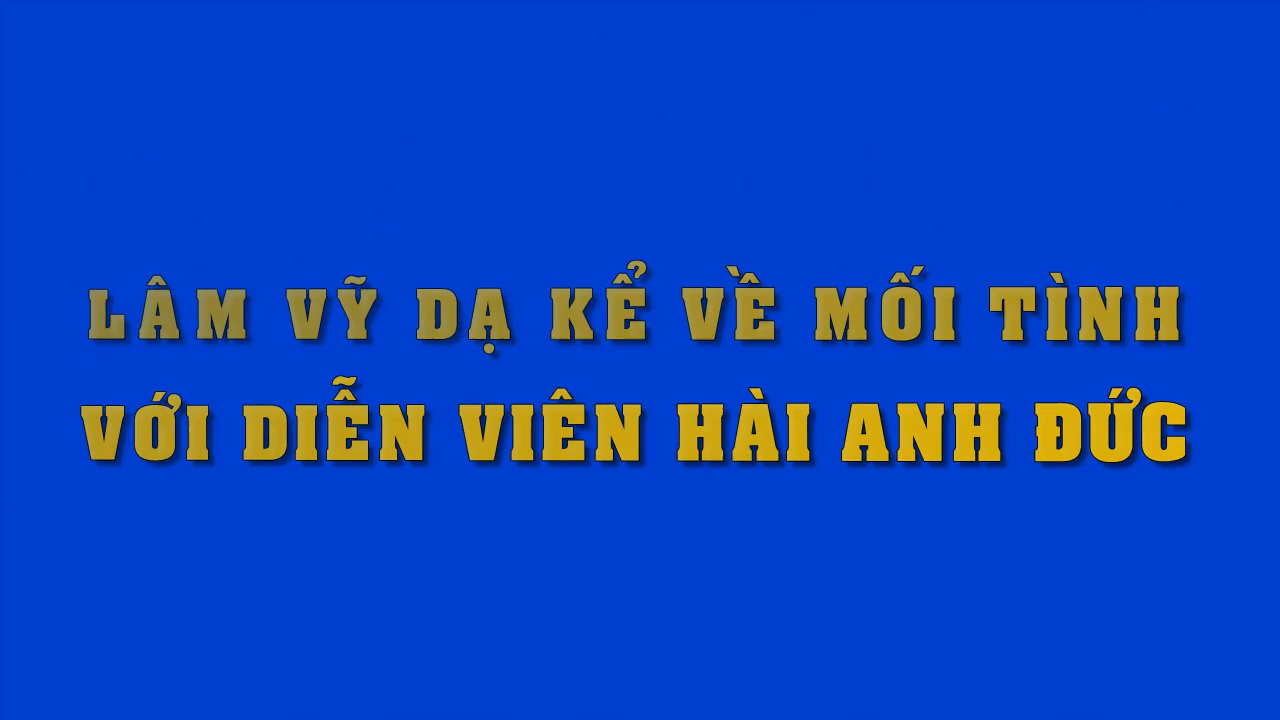 LÂM VỸ DẠ KỂ VỀ MỐI TÌNH
VỚI DIỄN VIÊN HÀI ANH ĐỨC